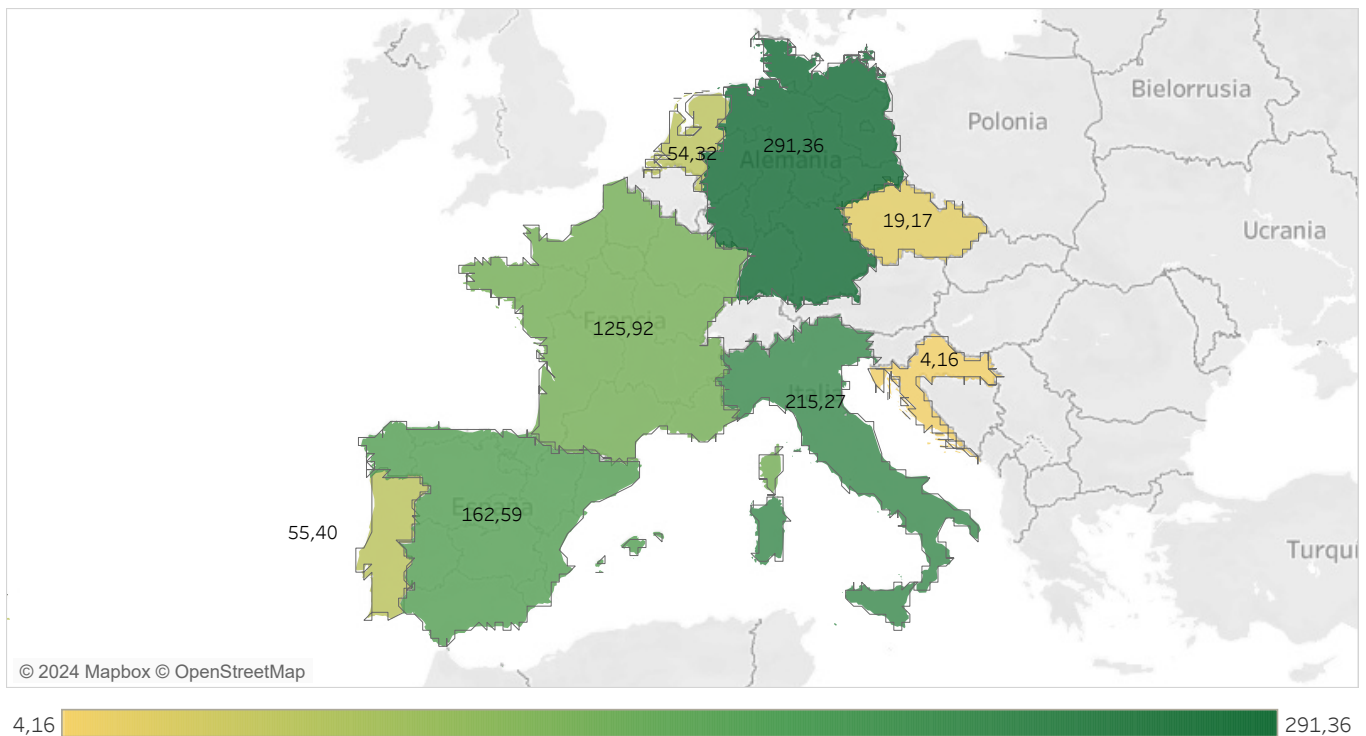 Bielorrusia
Polonia
54,32
291,36
Alemania
19,17
Ucrania
Francia
125,92
4,16
Italia
215,27
España
162,59
55,40
Turqu
© 2024 Mapbox © OpenStreetMap
4,16
291,36